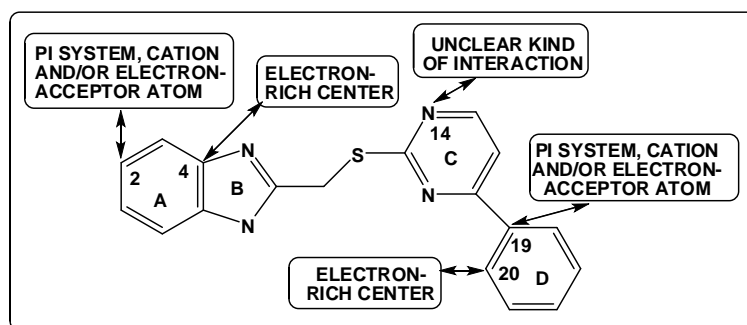 PI SYSTEM, CATION
AND/OR ELECTRON-
ACCEPTOR ATOM
ELECTRON-
RICH CENTER
UNCLEAR KIND
OF INTERACTION
N
14
S
C
N
2
4
A
B
N
N
PI SYSTEM, CATION
AND/OR ELECTRON-
ACCEPTOR ATOM
19
20
D
ELECTRON-
RICH CENTER